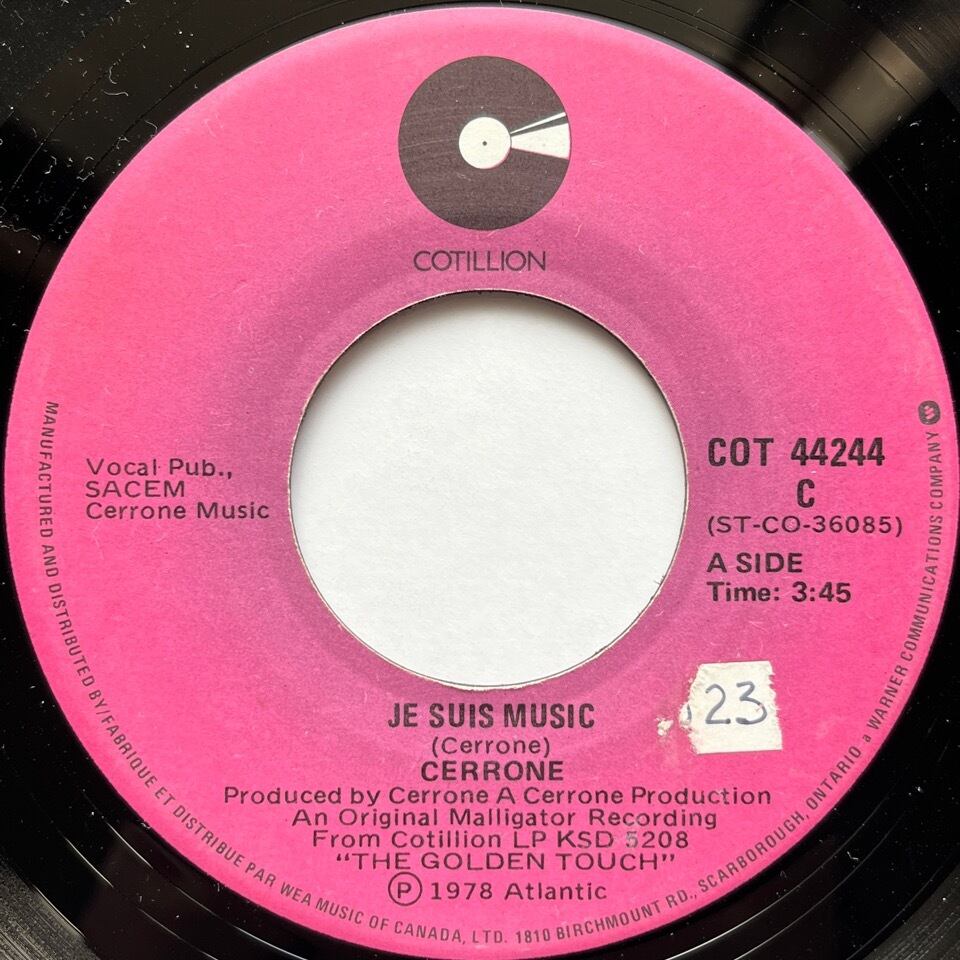 COTILLION
Vocal Pub.,
SACEM
Cerrone Music
COT 44244
C
(ST-CO-36085)
A SIDE
Time: 3:45
23
JE SUIS MUSIC
(Cerrone)
CERRONE
Produced by Cerrone A Cerrone Production
An Original Malligator Recording
From Cotillion LP KSD 5208
"THE GOLDEN TOUCH"
Ⓟ 1978 Atlantic
MANUFACTURED AND DISTRIBUTED BY/FABRIQUE ET DISTRIBUE PAR WEA MUSIC OF CANADA, LTD. 1810 BIRCHMOUNT RD., SCARBOROUGH, ONTARIO a WARNER COMMUNICATIONS COMPANY